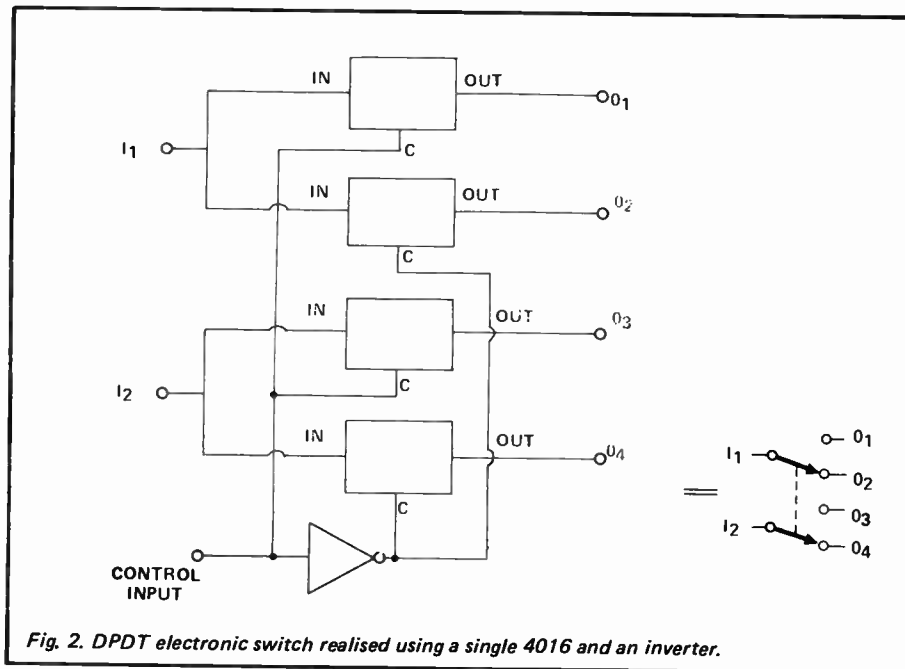 IN
OUT
O1
I1
C
IN
OUT
O2
C
IN
OUT
O3
I2
C
IN
OUT
O4
C
CONTROL
INPUT
I1
O1
O2
=
I2
O3
O4
Fig. 2. DPDT electronic switch realised using a single 4016 and an inverter.